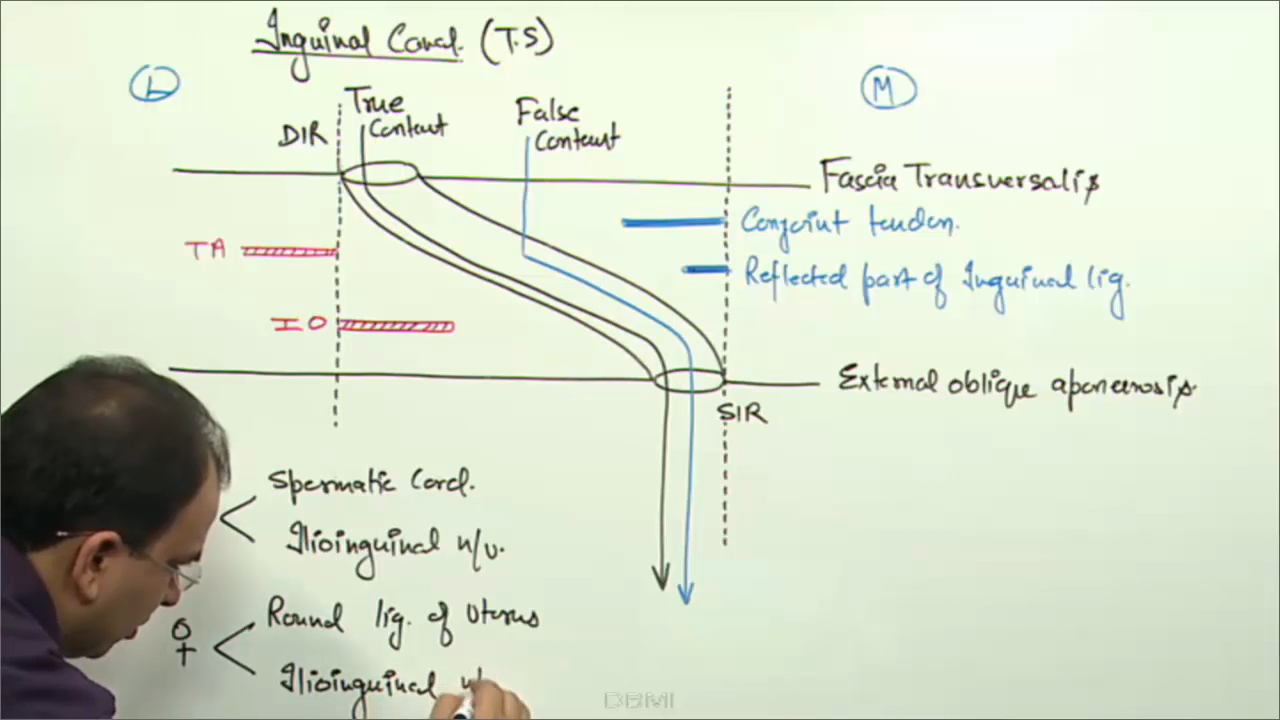 Inguinal Canal. (T.S)
L
M
True
Content
DIR
False
Content
Fascia Transversalis
Conjoint tendon.
TA
Reflected part of Inguinal lig.
IO
External oblique aponeurosis
SIR
Spermatic Cord.
Ilioinguinal n/v.
♀
Round lig. of Uterus
Ilioinguinal